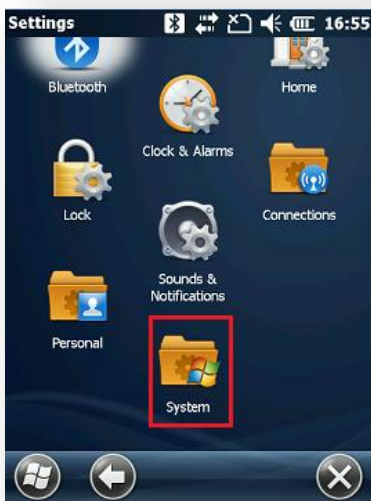 Settings 16:55
Bluetooth
Home
Clock & Alarms
Lock
Connections
Sounds &
Notifications
Personal
System